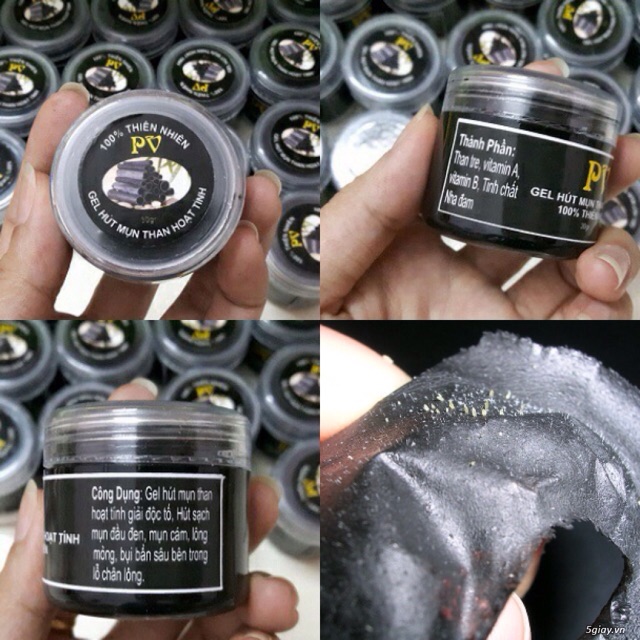 100% THIÊN NHIÊN
PV
GEL HÚT MỤN THAN HOẠT TÍNH
Thành Phần:
Than tre, vitamin A,
vitamin B, Tinh chất
Nha đam
PV
GEL HÚT MỤN
100% THIÊ
Công Dụng: Gel hút mụn than
hoạt tính giải độc tố, Hút sạch
mụn đầu đen, mụn cám, lông
mỏng, bụi bẩn sâu bên trong
lỗ chân lông.
HOẠT TÍNH
5giay.vn